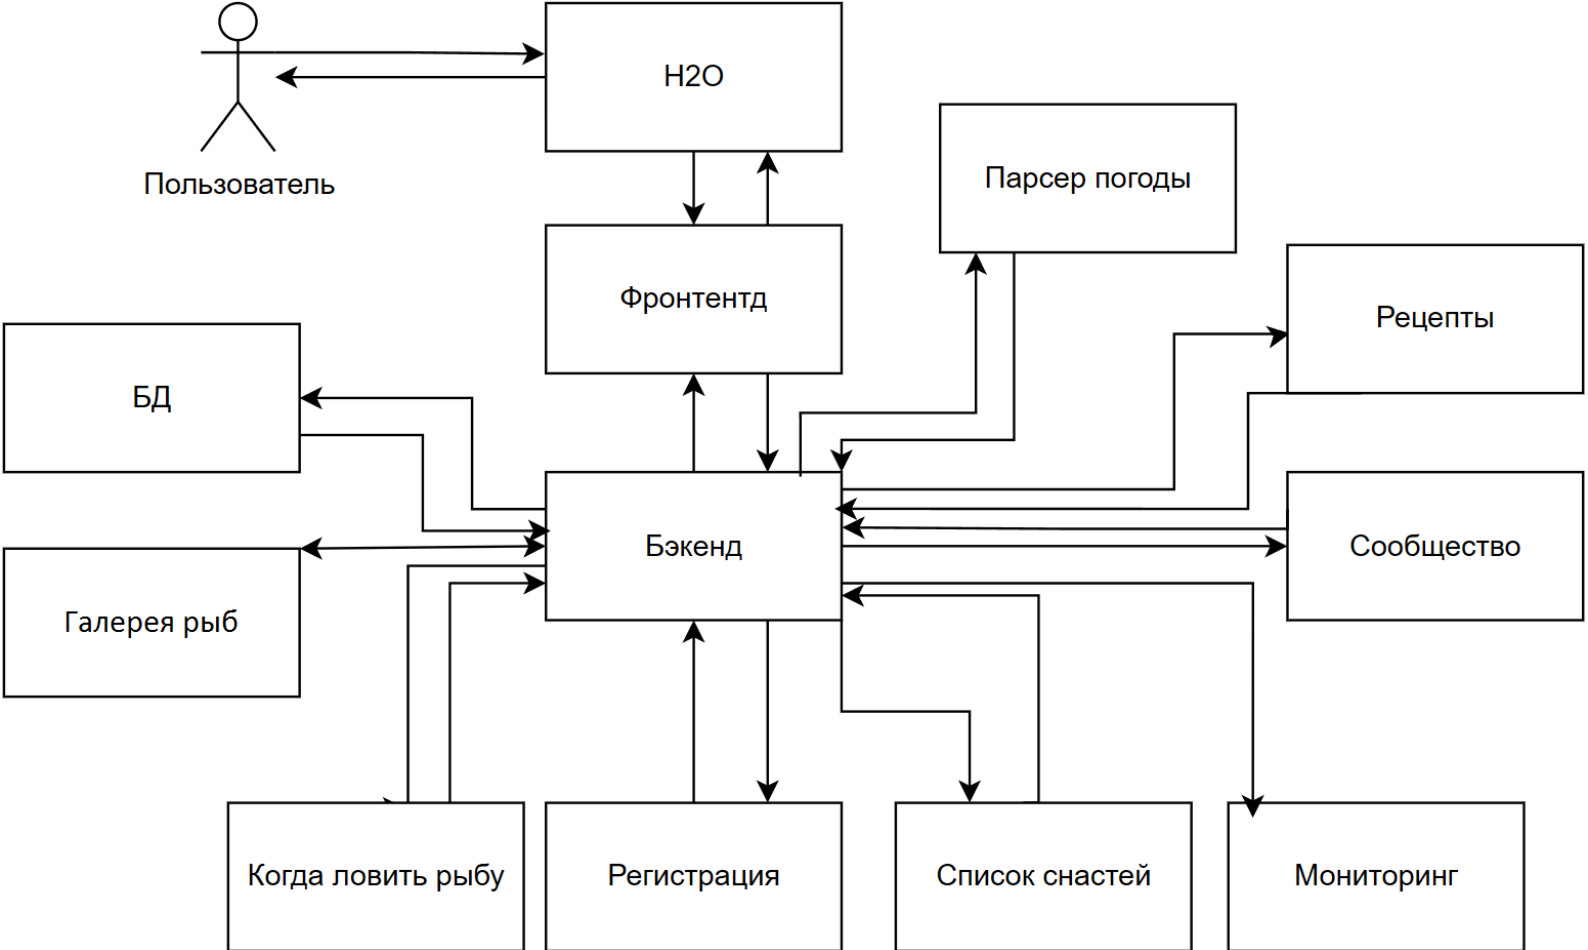 H2O
Пользователь
Парсер погоды
Фронтентд
Рецепты
БД
Бэкенд
Сообщество
Галерея рыб
Когда ловить рыбу
Регистрация
Список снастей
Мониторинг